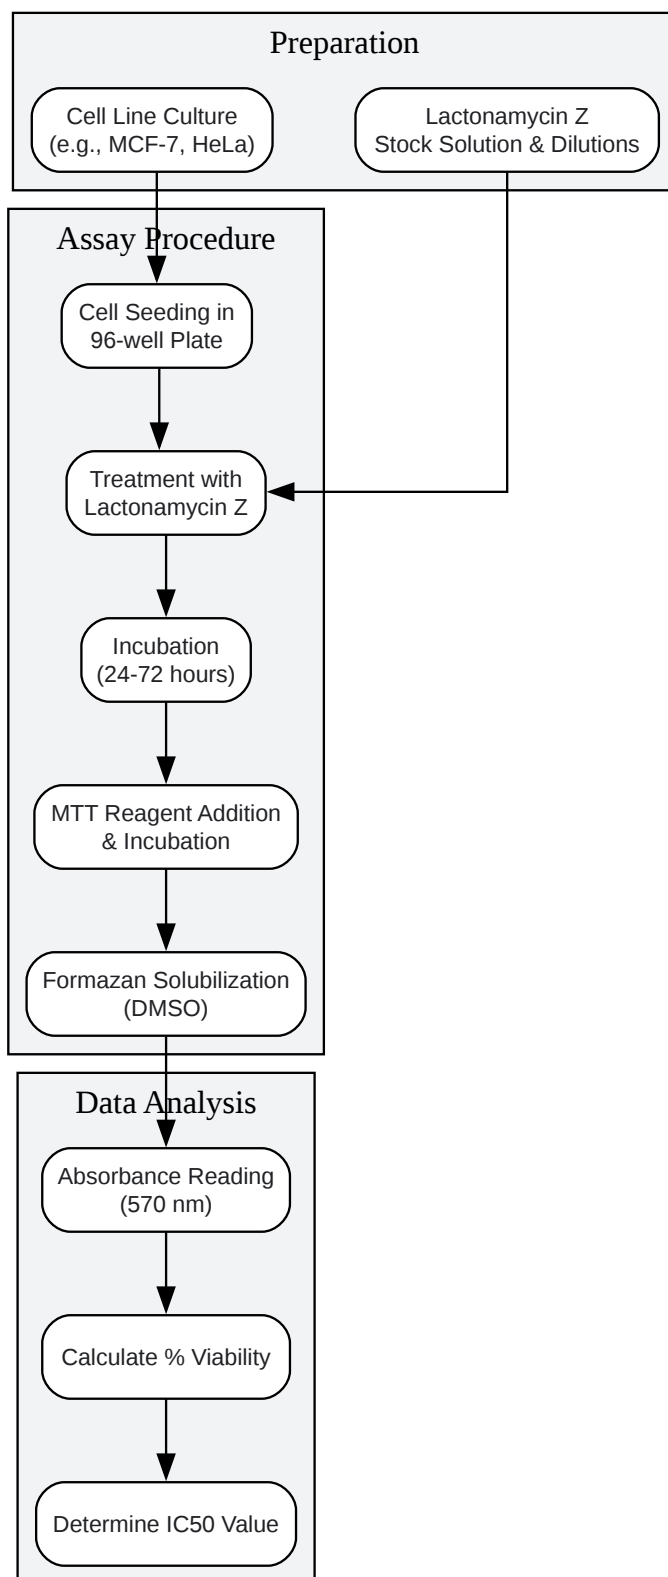 Preparation
Cell Line Culture
(e.g., MCF-7, HeLa)
Lactonamycin Z
Stock Solution & Dilutions
Assay Procedure
Cell Seeding in
96-well Plate
Treatment with
Lactonamycin Z
Incubation
(24-72 hours)
MTT Reagent Addition
& Incubation
Formazan Solubilization
(DMSO)
Data Analysis
Absorbance Reading
(570 nm)
Calculate % Viability
Determine IC50 Value